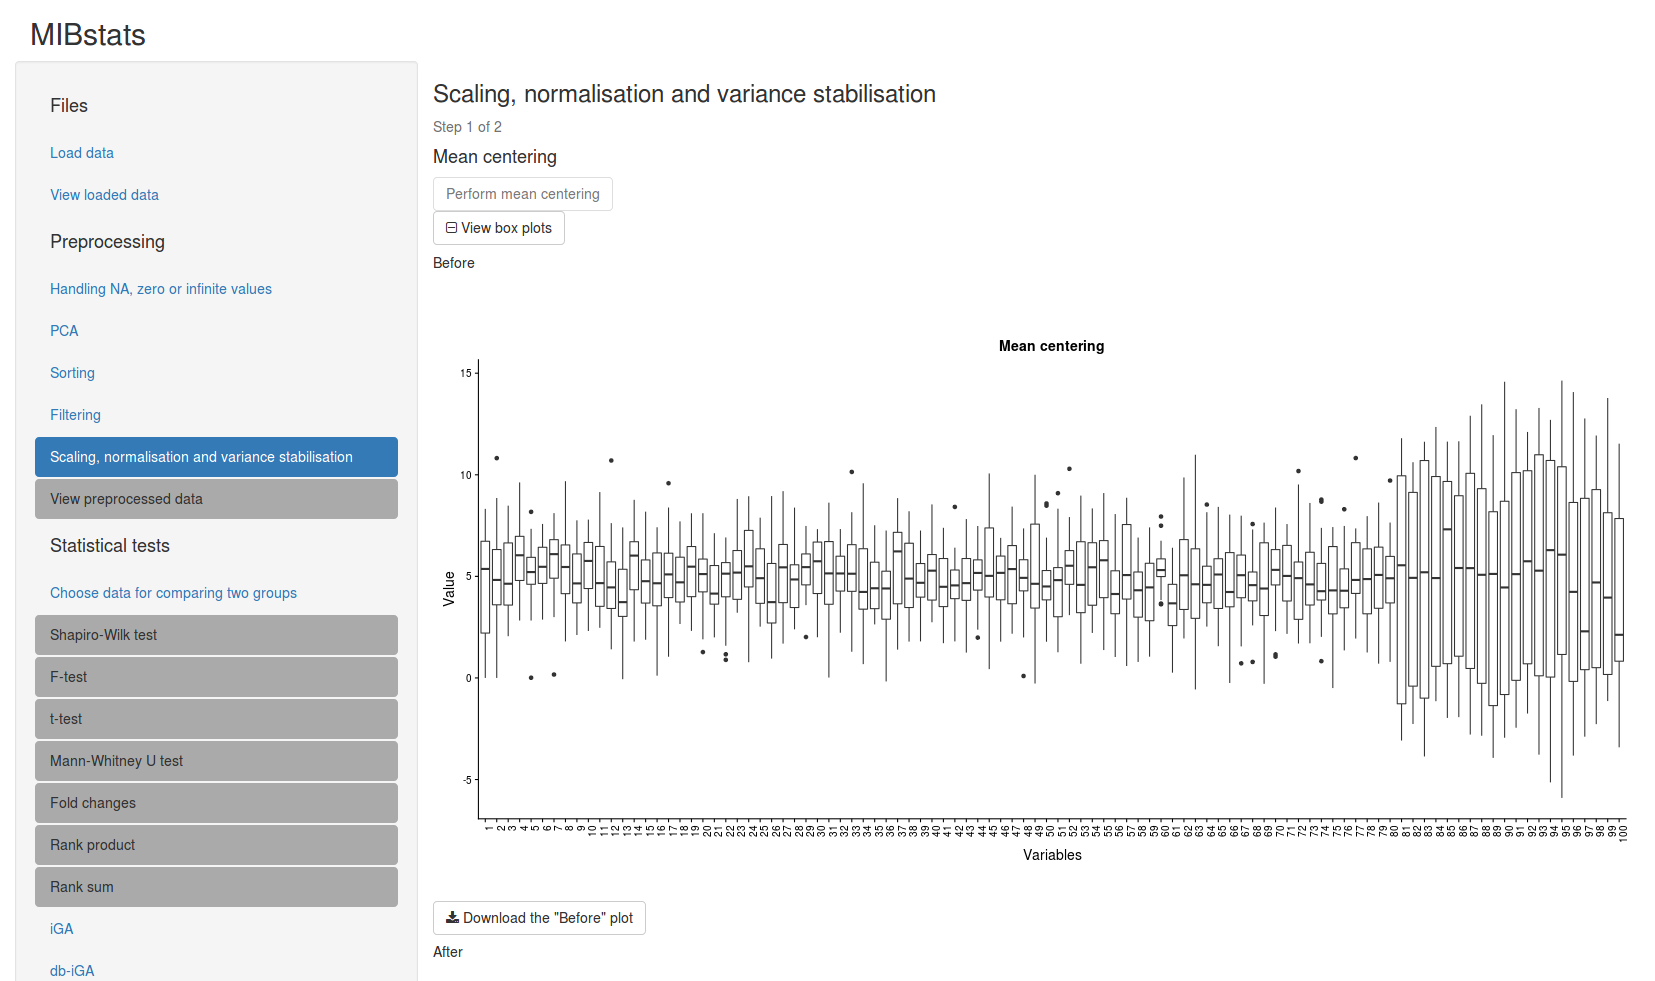 MIBstats
Files
Load data
View loaded data
Preprocessing
Handling NA, zero or infinite values
PCA
Sorting
Filtering
Scaling, normalisation and variance stabilisation
View preprocessed data
Statistical tests
Choose data for comparing two groups
Shapiro-Wilk test
F-test
t-test
Mann-Whitney U test
Fold changes
Rank product
Rank sum
iGA
db-iGA
Scaling, normalisation and variance stabilisation
Step 1 of 2
Mean centering
Perform mean centering
View box plots
Before
Mean centering
Value
15
10
5
0
-5
1 2 3 4 5 6 7 8 9 10 11 12 13 14 15 16 17 18 19 20 21 22 23 24 25 26 27 28 29 30 31 32 33 34 35 36 37 38 39 40 41 42 43 44 45 46 47 48 49 50 51 52 53 54 55 56 57 58 59 60 61 62 63 64 65 66 67 68 69 70 71 72 73 74 75 76 77 78 79 80 81 82 83 84 85 86 87 88 89 90 91 92 93 94 95 96 97 98 99 100
Variables
Download the "Before" plot
After